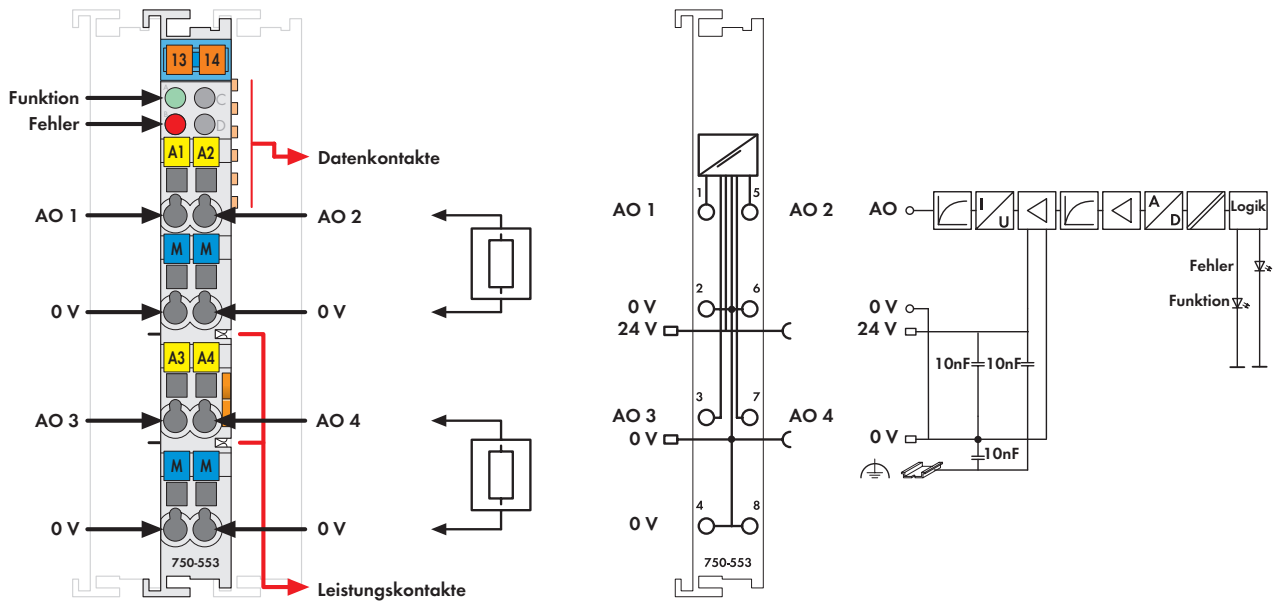 13 14
A C
Funktion
Fehler
D
A1 A2
Datenkontakte
AO 1
AO 2
M M
0 V
0 V
A3 A4
AO 3
AO 4
M M
0 V
0 V
750-553
Leistungskontakte
1 5
AO 1
AO 2
2 6
0 V
24 V
3 7
AO 3
AO 4
0 V
4 8
0 V
750-553
AO
I
U
A
D
Logik
Fehler
Funktion
0 V
24 V
10nF 10nF
0 V
10nF